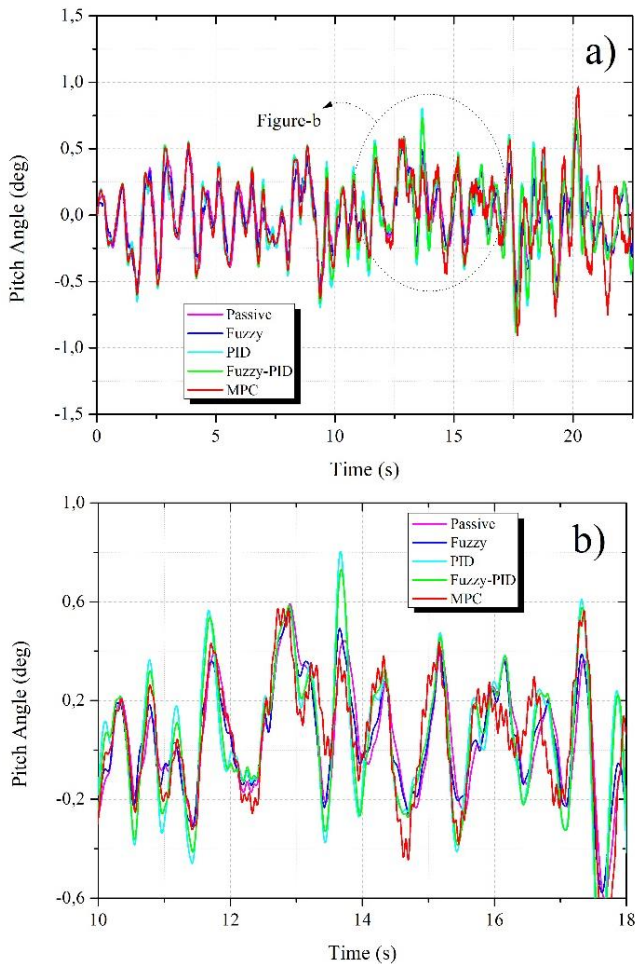 1,5
a)
1,0
Figure-b
0,5
0,0
-0,5
Passive
Fuzzy
PID
Fuzzy-PID
MPC
-1,0
-1,5
0 5 10 15 20
Pitch Angle (deg)
Time (s)
1,0
Passive
Fuzzy
PID
Fuzzy-PID
MPC
b)
0,6
0,2
-0,2
-0,6
10 12 14 16 18
Pitch Angle (deg)
Time (s)